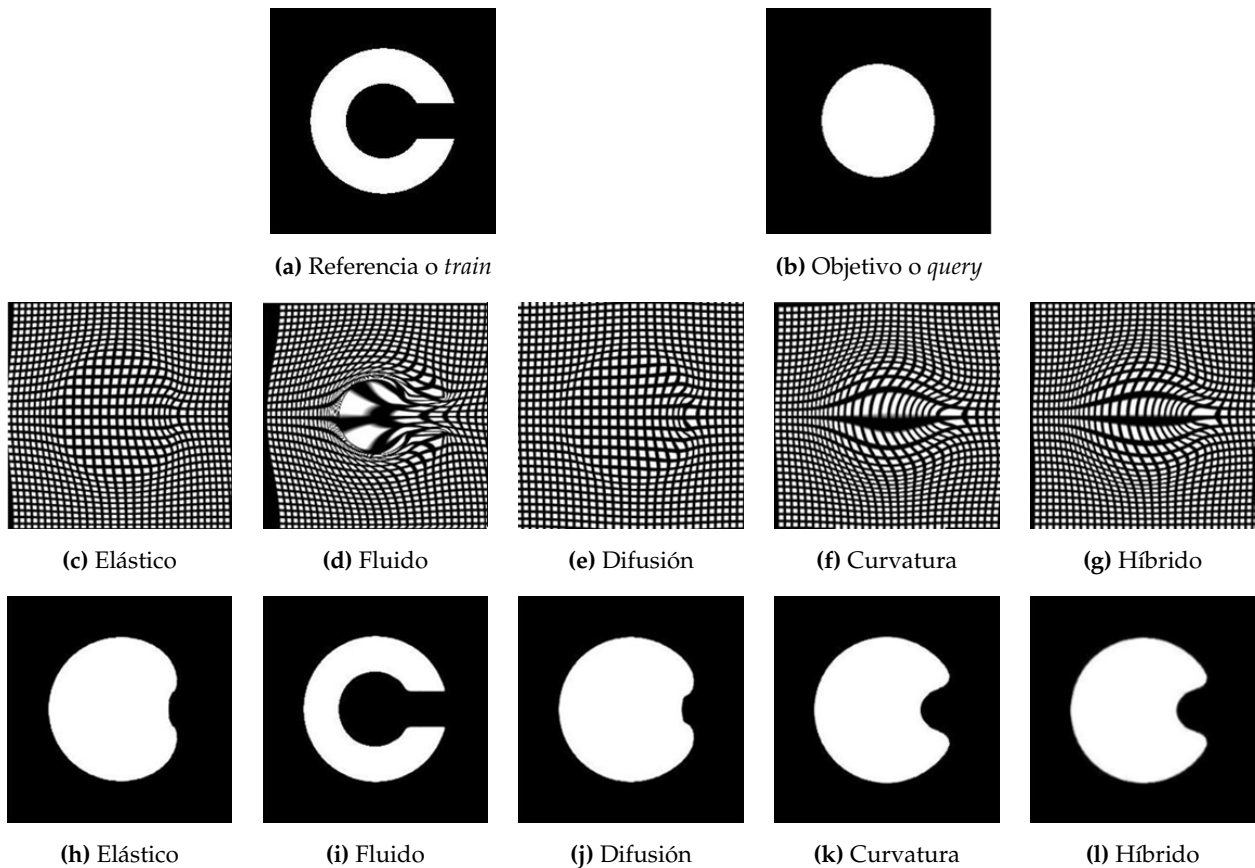 (a) Referencia o train
(b) Objetivo o query
(c) Elástico
(d) Fluido
(e) Difusión
(f) Curvatura
(g) Híbrido
(h) Elástico
(i) Fluido
(j) Difusión
(k) Curvatura
(l) Híbrido